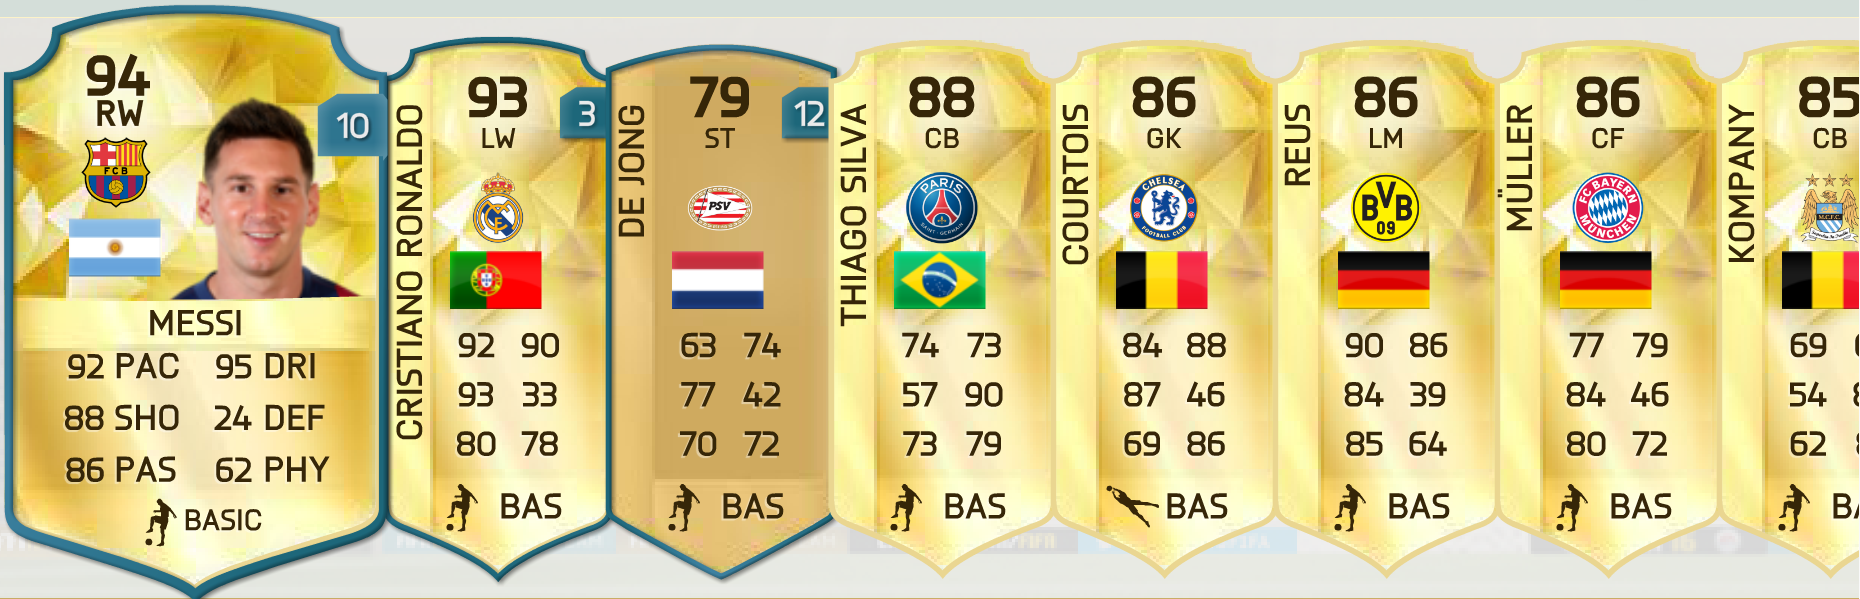 94
RW
10
FCB
MESSI
92 PAC 95 DRI
88 SHO 24 DEF
86 PAS 62 PHY
BASIC
CRISTIANO RONALDO
93
3
LW
92 90
93 33
80 78
BAS
DE JONG
79
12
ST
PSV
63 74
77 42
70 72
BAS
THIAGO SILVA
88
CB
PARIS
SAINT-GERMAIN
74 73
57 90
73 79
BAS
COURTOIS
86
GK
CHELSEA
FOOTBALL CLUB
84 88
87 46
69 86
BAS
REUS
86
LM
BVB
09
90 86
84 39
85 64
BAS
MÜLLER
86
CF
FC BAYERN
MÜNCHEN
77 79
84 46
80 72
BAS
KOMPANY
85
CB
M.C.F.C.
69
54
62